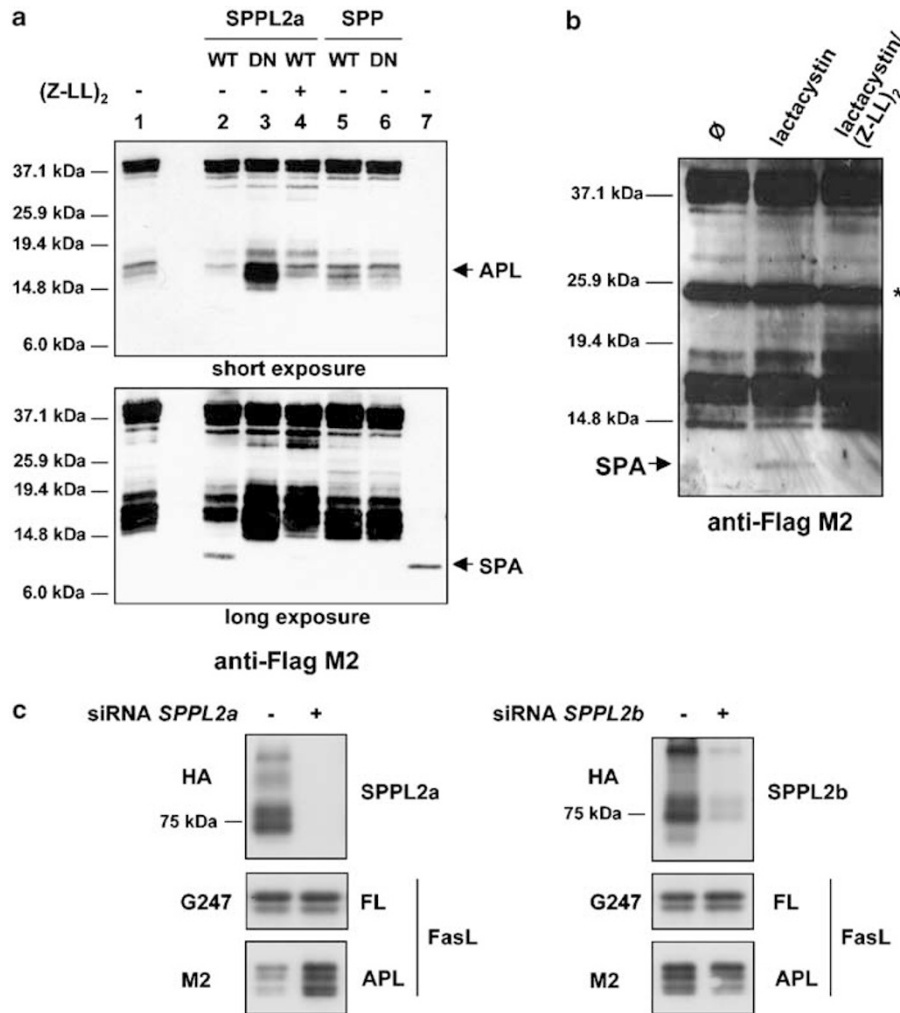 a
SPPL2a SPP
WT DN WT WT DN
(Z-LL)2 - - - + - - -
1 2 3 4 5 6 7
37.1 kDa
25.9 kDa
19.4 kDa
14.8 kDa
6.0 kDa
APL
short exposure
37.1 kDa
25.9 kDa
19.4 kDa
14.8 kDa
6.0 kDa
SPA
long exposure
anti-Flag M2
b
Ø lactacystin lactacystin/
(Z-LL)2
37.1 kDa
25.9 kDa
*
19.4 kDa
14.8 kDa
SPA
anti-Flag M2
c
siRNA SPPL2a - +
HA
SPPL2a
75 kDa
G247 FL
FasL
M2 APL
siRNA SPPL2b - +
HA
SPPL2b
75 kDa
G247 FL
FasL
M2 APL